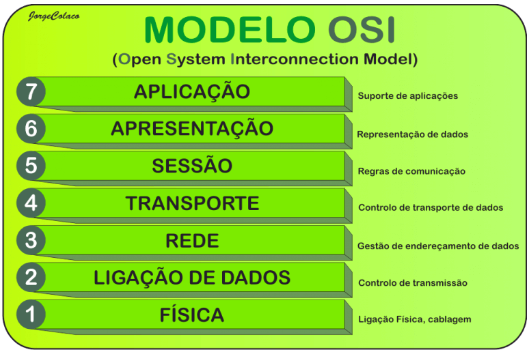 JorgeColaco
MODELO OSI
(Open System Interconnection Model)
7 APLICAÇÃO Suporte de aplicações
6 APRESENTAÇÃO Representação de dados
5 SESSÃO Regras de comunicação
4 TRANSPORTE Controlo de transporte de dados
3 REDE Gestão de endereçamento de dados
2 LIGAÇÃO DE DADOS Controlo de transmissão
1 FÍSICA Ligação Física, cablagem